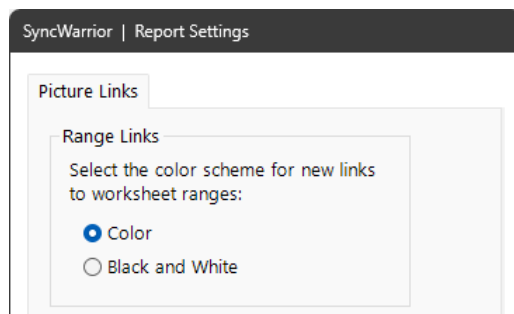 SyncWarrior | Report Settings
Picture Links
Range Links
Select the color scheme for new links
to worksheet ranges:
Color
Black and White